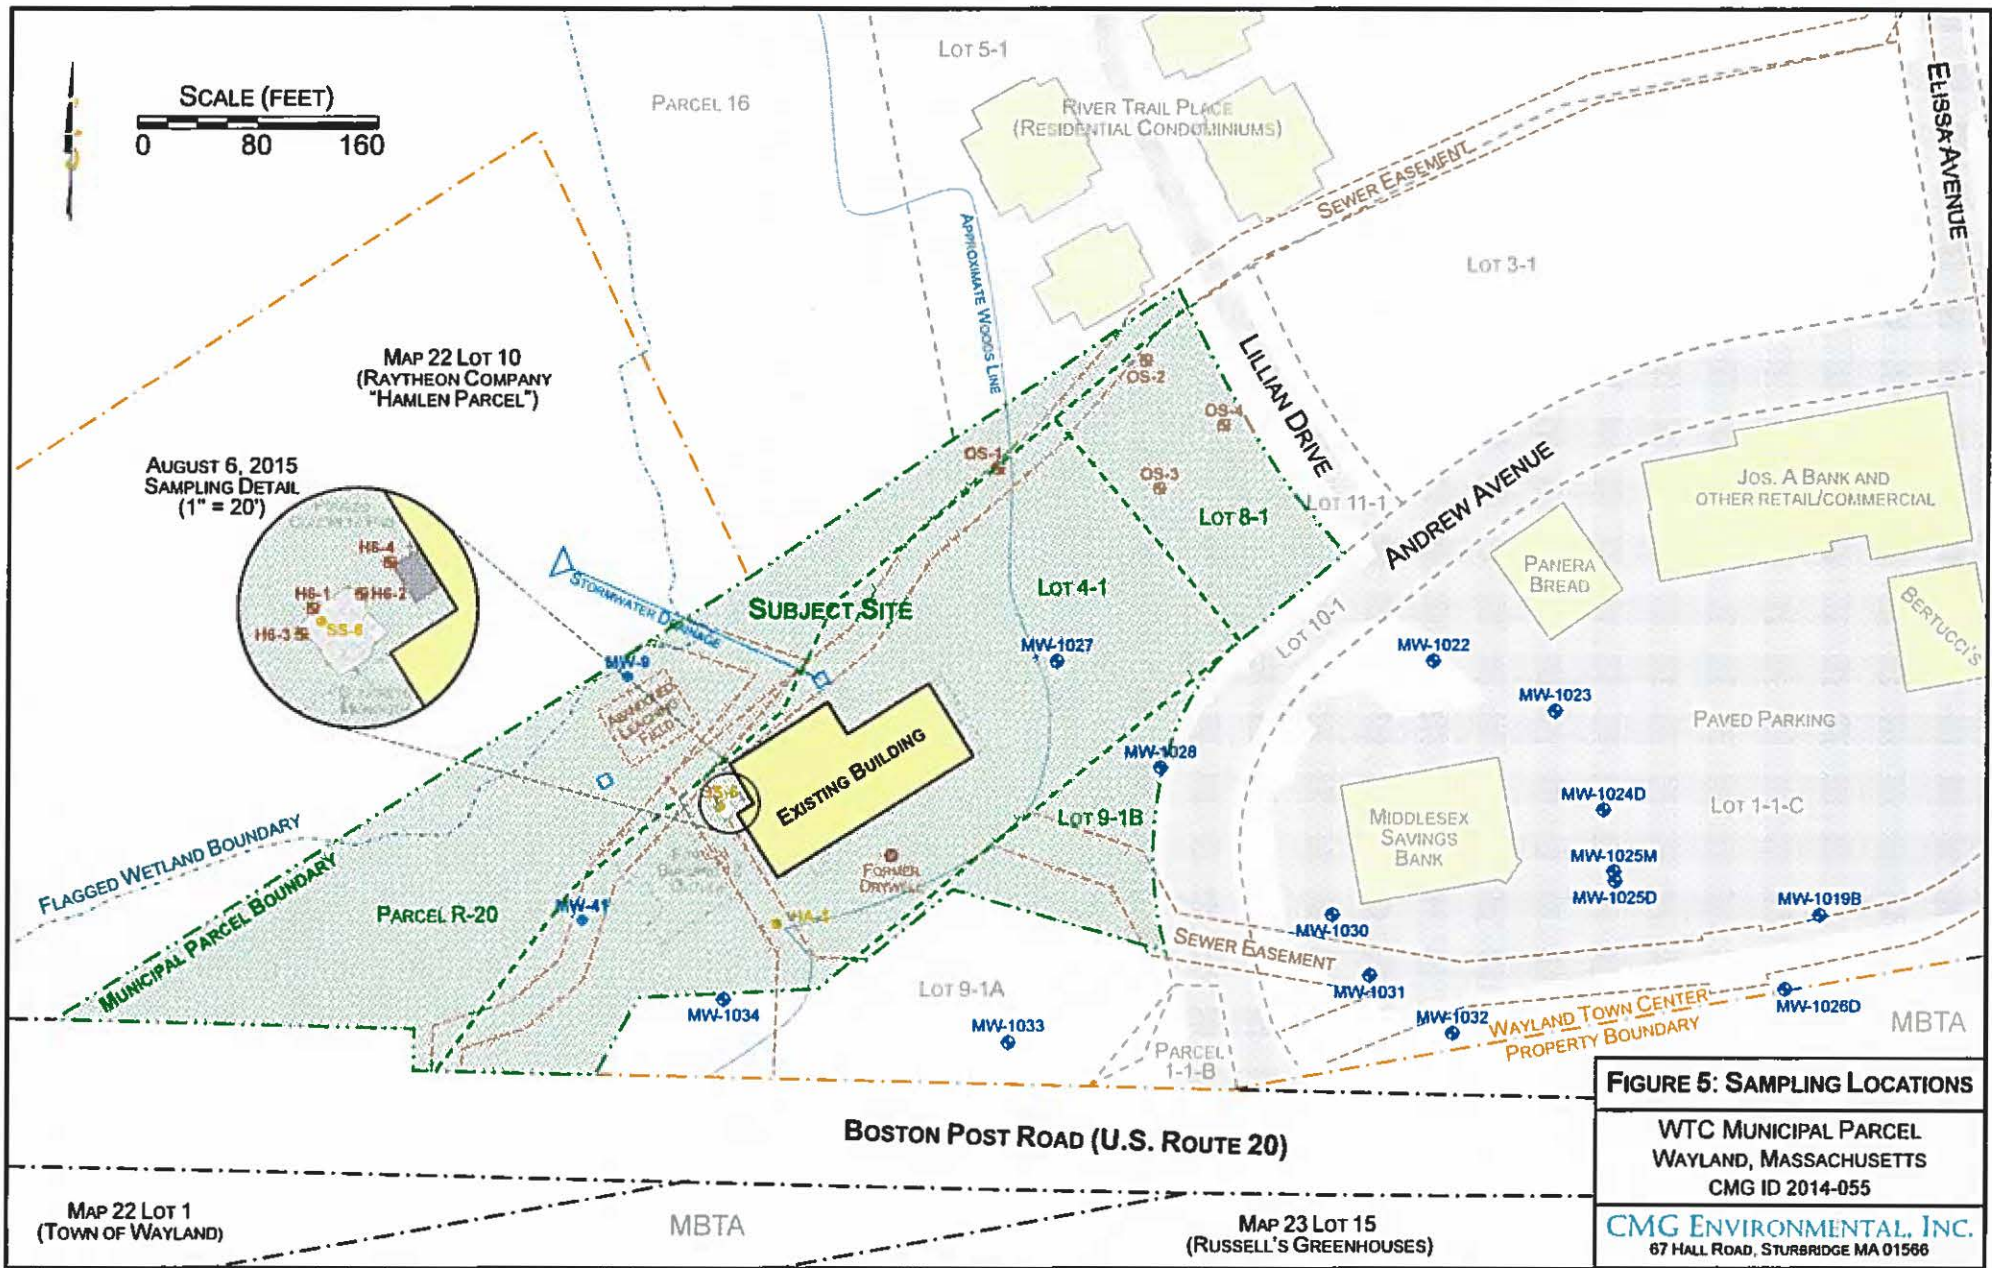 SCALE (FEET)
0 80 160
PARCEL 16
LOT 5-1
RIVER TRAIL PLACE
(RESIDENTIAL CONDOMINIUMS)
SEWER EASEMENT
ELISSA AVENUE
LOT 3-1
APPROXIMATE WOODS LINE
MAP 22 LOT 10
(RAYTHEON COMPANY
"HAMLEN PARCEL")
LILLIAN DRIVE
OS-2
OS-4
OS-1
OS-3
LOT 8-1
LOT 11-1
ANDREW AVENUE
JOS. A BANK AND
OTHER RETAIL/COMMERCIAL
PANERA
BREAD
BERTUCCI'S
AUGUST 6, 2015
SAMPLING DETAIL
(1" = 20')
H6-4
H6-1
H6-2
H6-3
SS-6
STORMWATER DRAINAGE
SUBJECT SITE
LOT 4-1
LOT 10-1
MW-9
MW-1027
MW-1022
MW-1023
PAVED PARKING
ABANDONED
LEACHING
FIELD
EXISTING BUILDING
SS-6
MW-1028
LOT 9-1B
MIDDLESEX
SAVINGS
BANK
MW-1024D
LOT 1-1-C
MW-1025M
MW-1025D
MW-1019B
FORMER
DRYWELL
FLAGGED WETLAND BOUNDARY
MUNICIPAL PARCEL BOUNDARY
PARCEL R-20
MW-41
MW-1030
SEWER EASEMENT
MW-1031
LOT 9-1A
MW-1034
MW-1033
MW-1032
MW-1026D
WAYLAND TOWN CENTER
PROPERTY BOUNDARY
MBTA
PARCEL
1-1-B
BOSTON POST ROAD (U.S. ROUTE 20)
MAP 22 LOT 1
(TOWN OF WAYLAND)
MBTA
MAP 23 LOT 15
(RUSSELL'S GREENHOUSES)
FIGURE 5: SAMPLING LOCATIONS
WTC MUNICIPAL PARCEL
WAYLAND, MASSACHUSETTS
CMG ID 2014-055
CMG ENVIRONMENTAL, INC.
67 HALL ROAD, STURBRIDGE MA 01566